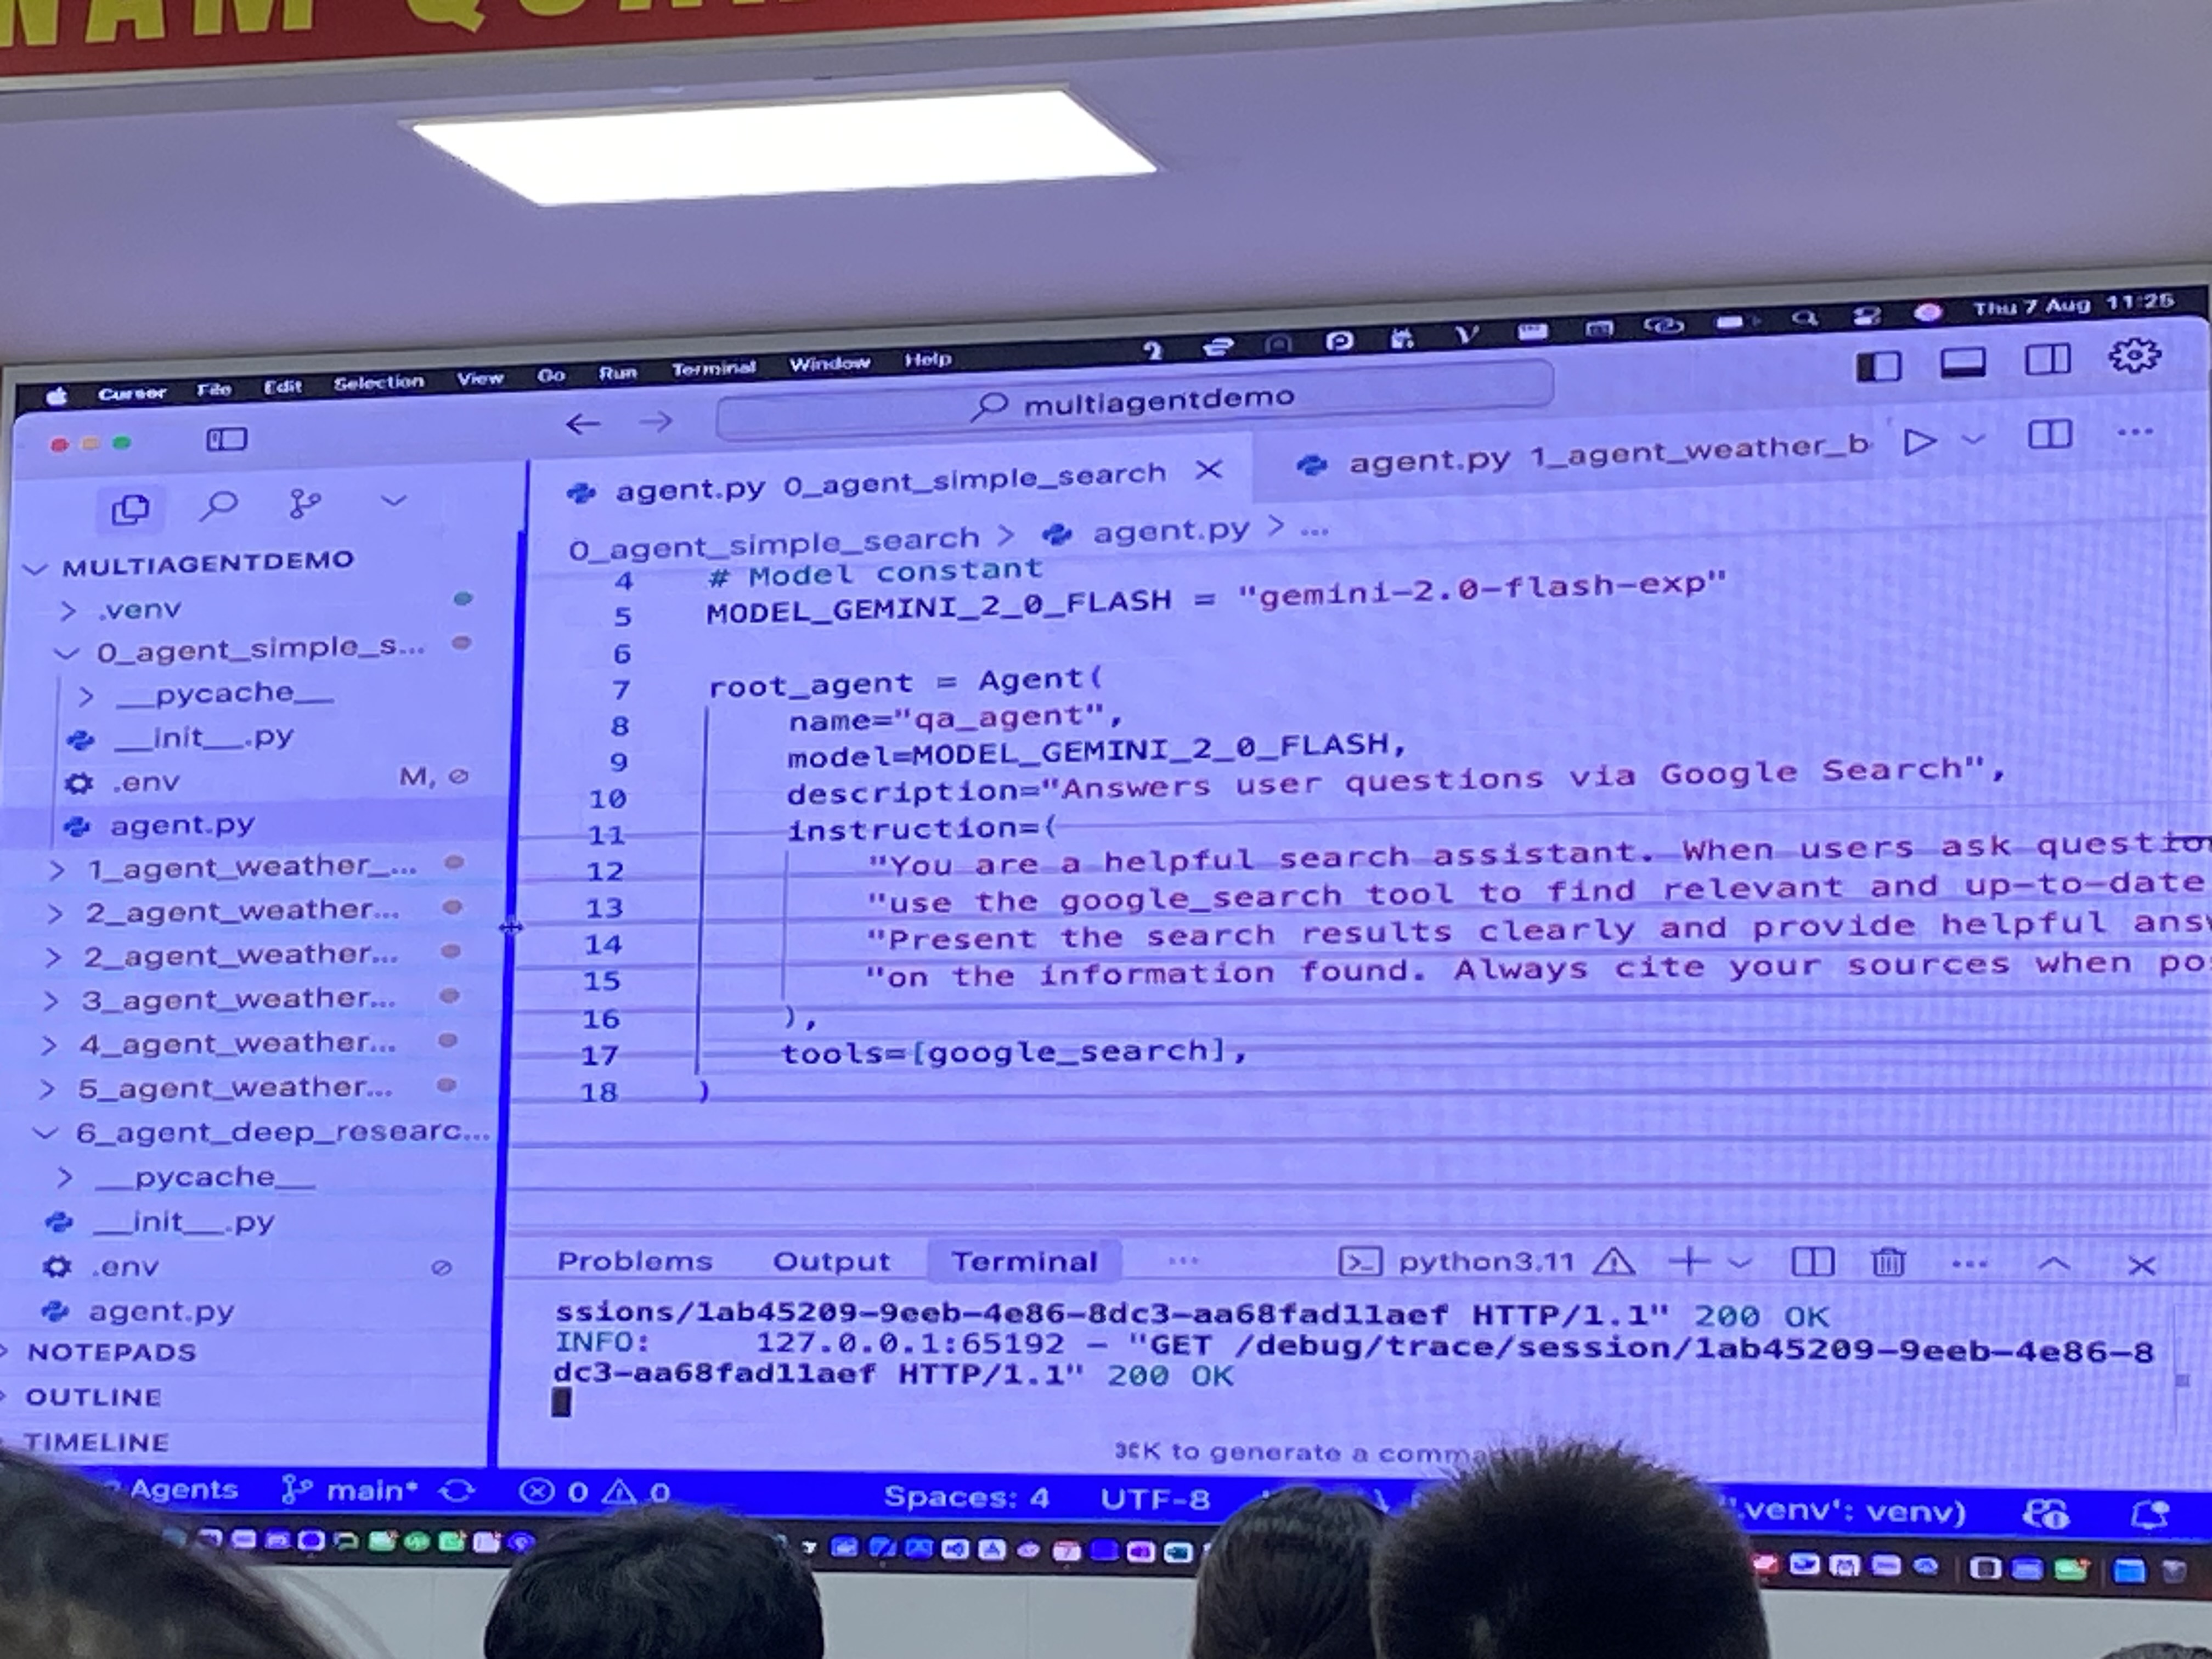 NAM
Cursor File Edit Selection View Go Run Terminal Window Help Thu 7 Aug 11:26
multiagentdemo
agent.py 0_agent_simple_search
agent.py 1_agent_weather_b
0_agent_simple_search > agent.py > ...
MULTIAGENTDEMO
.venv
0_agent_simple_s...
__pycache__
__init__.py
.env M,
agent.py
1_agent_weather_...
2_agent_weather...
2_agent_weather...
3_agent_weather...
4_agent_weather...
5_agent_weather...
6_agent_deep_researc...
__pycache__
__init__.py
.env
agent.py
NOTEPADS
OUTLINE
TIMELINE
4 # Model constant
5 MODEL_GEMINI_2_0_FLASH = "gemini-2.0-flash-exp"
6
7 root_agent = Agent(
8 name="qa_agent",
9 model=MODEL_GEMINI_2_0_FLASH,
10 description="Answers user questions via Google Search",
11 instruction=(
12 "You are a helpful search assistant. When users ask questio
13 "use the google_search tool to find relevant and up-to-date
14 "Present the search results clearly and provide helpful ans
15 "on the information found. Always cite your sources when po
16 ),
17 tools=[google_search],
18 )
Problems Output Terminal ... python3.11
ssions/1ab45209-9eeb-4e86-8dc3-aa68fad11aef HTTP/1.1" 200 OK
INFO: 127.0.0.1:65192 - "GET /debug/trace/session/1ab45209-9eeb-4e86-8
dc3-aa68fad11aef HTTP/1.1" 200 OK
⌘K to generate a comma
Agents main* 0 0 Spaces: 4 UTF-8 .venv': venv)